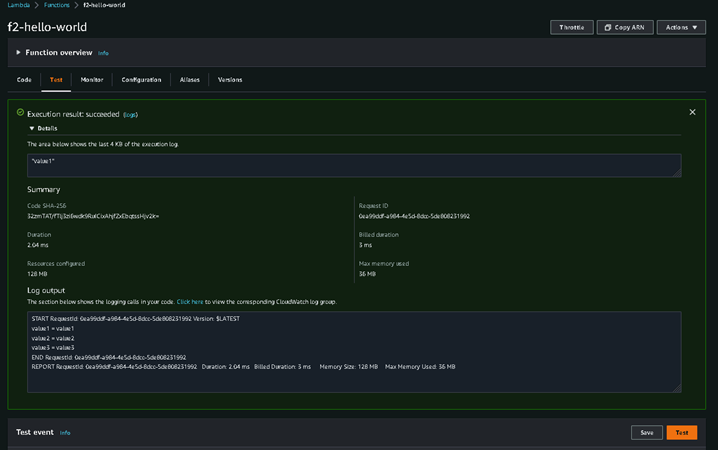 Lambda > Functions > f2-hello-world
f2-hello-world
Throttle
Copy ARN
Actions
Function overview Info
Code
Test
Monitor
Configuration
Aliases
Versions
Execution result: succeeded (logs)
Details
The area below shows the last 4 KB of the execution log.
"value1"
Summary
Code SHA-256
Request ID
0ea99ddf-a984-4e5d-8dcc-5de808231992
Duration
2.04 ms
Billed duration
3 ms
Resources configured
128 MB
Max memory used
36 MB
Log output
The section below shows the logging calls in your code. Click here to view the corresponding CloudWatch log group.
START RequestId: 0ea99ddf-a984-4e5d-8dcc-5de808231992 Version: $LATEST
value1 = value1
value2 = value2
value3 = value3
END RequestId: 0ea99ddf-a984-4e5d-8dcc-5de808231992
REPORT RequestId: 0ea99ddf-a984-4e5d-8dcc-5de808231992 Duration: 2.04 ms Billed Duration: 3 ms Memory Size: 128 MB Max Memory Used: 36 MB
Test event Info
Save
Test